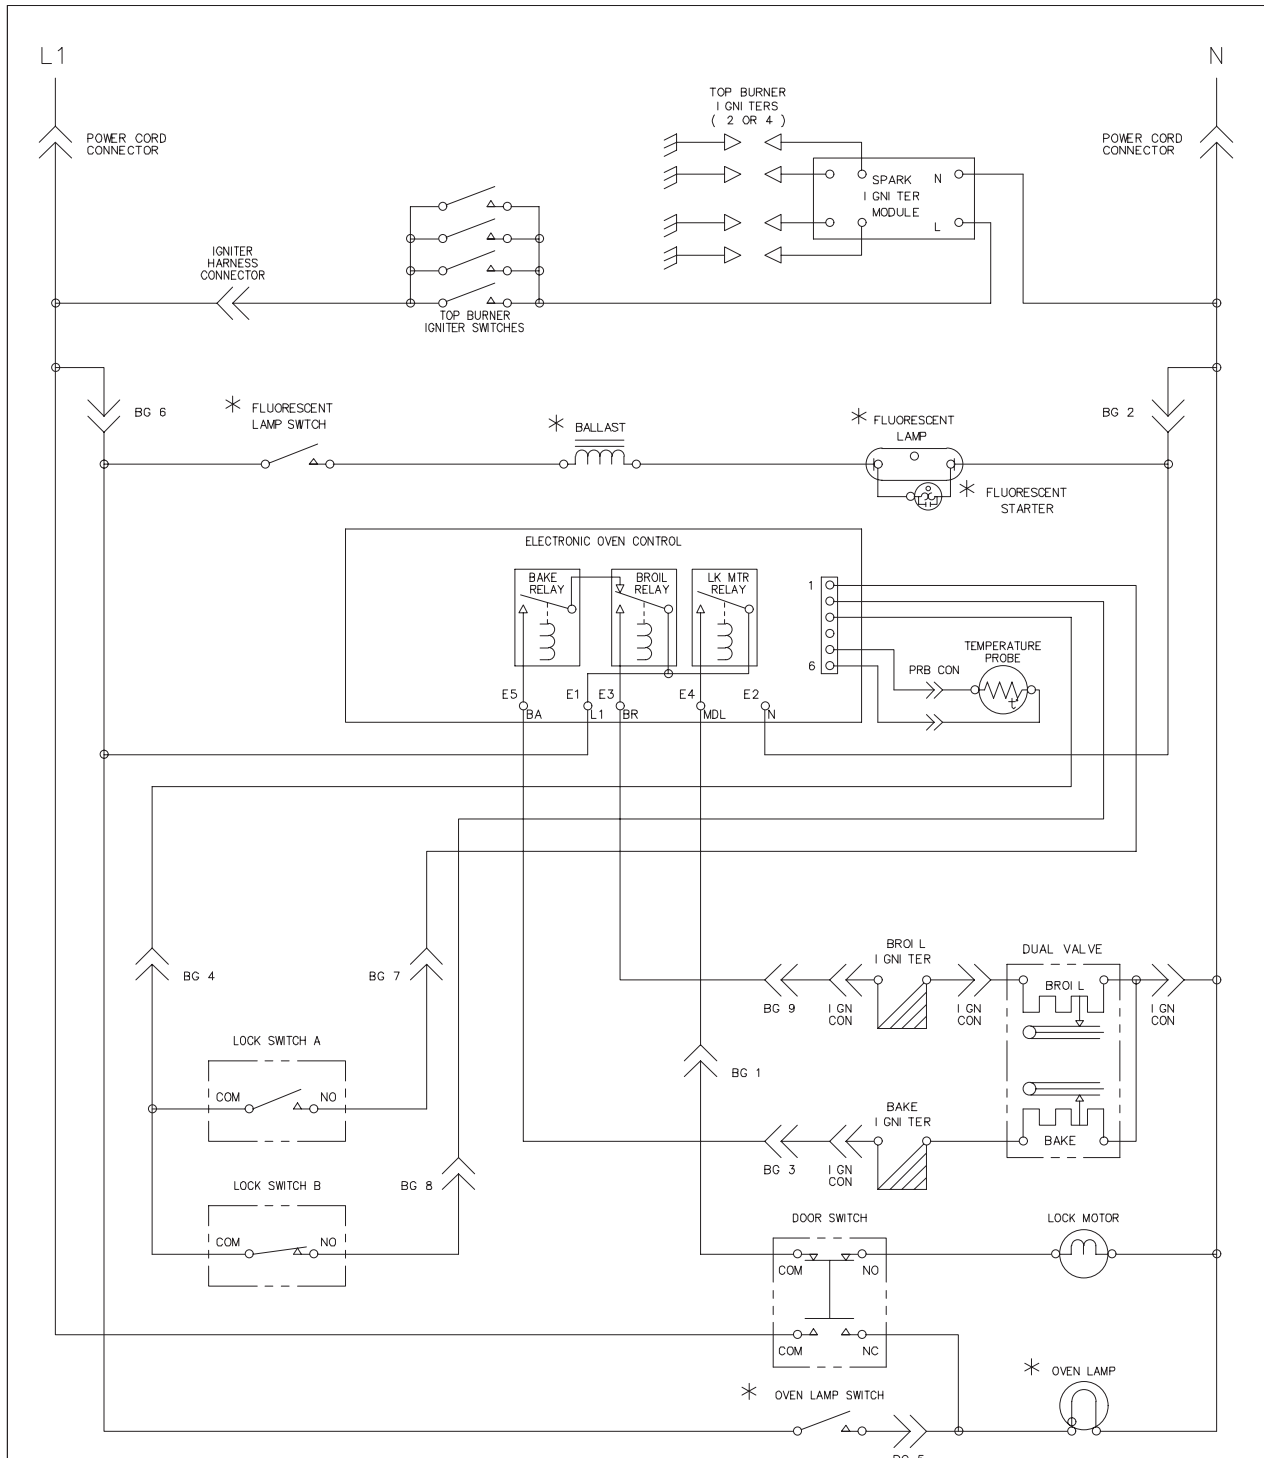 L1
N
TOP BURNER
IGNITERS
( 2 OR 4 )
POWER CORD
CONNECTOR
POWER CORD
CONNECTOR
SPARK
IGNITER
MODULE
N
L
IGNITER
HARNESS
CONNECTOR
TOP BURNER
IGNITER SWITCHES
BG 6
* FLUORESCENT
LAMP SWTCH
* BALLAST
* FLUORESCENT
LAMP
BG 2
* FLUORESCENT
STARTER
ELECTRONIC OVEN CONTROL
BAKE
RELAY
BROIL
RELAY
LK MTR
RELAY
1
6
TEMPERATURE
PROBE
PRB CON
t
E5
E1
E3
E4
E2
BA
L1
BR
MDL
N
BG 4
BG 7
BROIL
IGNITER
DUAL VALVE
BROIL
BG 9
IGN
CON
IGN
CON
IGN
CON
LOCK SWITCH A
COM
NO
BG 1
BAKE
IGNITER
BAKE
BG 3
IGN
CON
LOCK SWITCH B
BG 8
COM
NO
DOOR SWITCH
LOCK MOTOR
COM
NO
COM
NC
* OVEN LAMP SWITCH
* OVEN LAMP